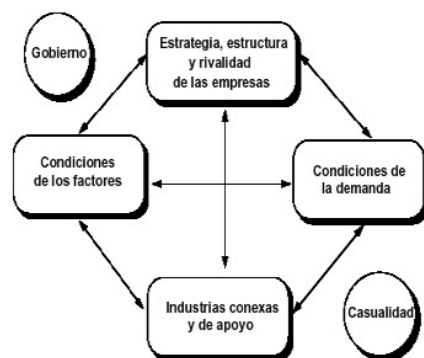 Gobierno
Estrategia, estructura
y rivalidad
de las empresas
Condiciones
de los factores
Condiciones de
la demanda
Industrias conexas
y de apoyo
Casualidad